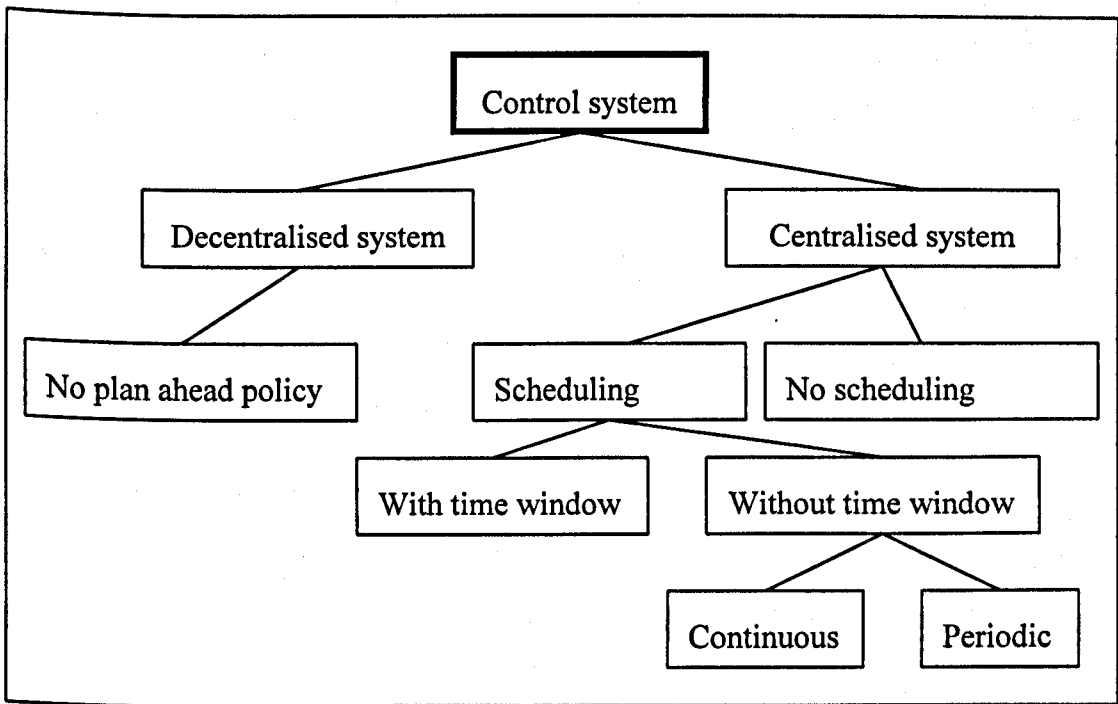 Control system
Decentralised system
Centralised system
No plan ahead policy
Scheduling
No scheduling
With time window
Without time window
Continuous
Periodic